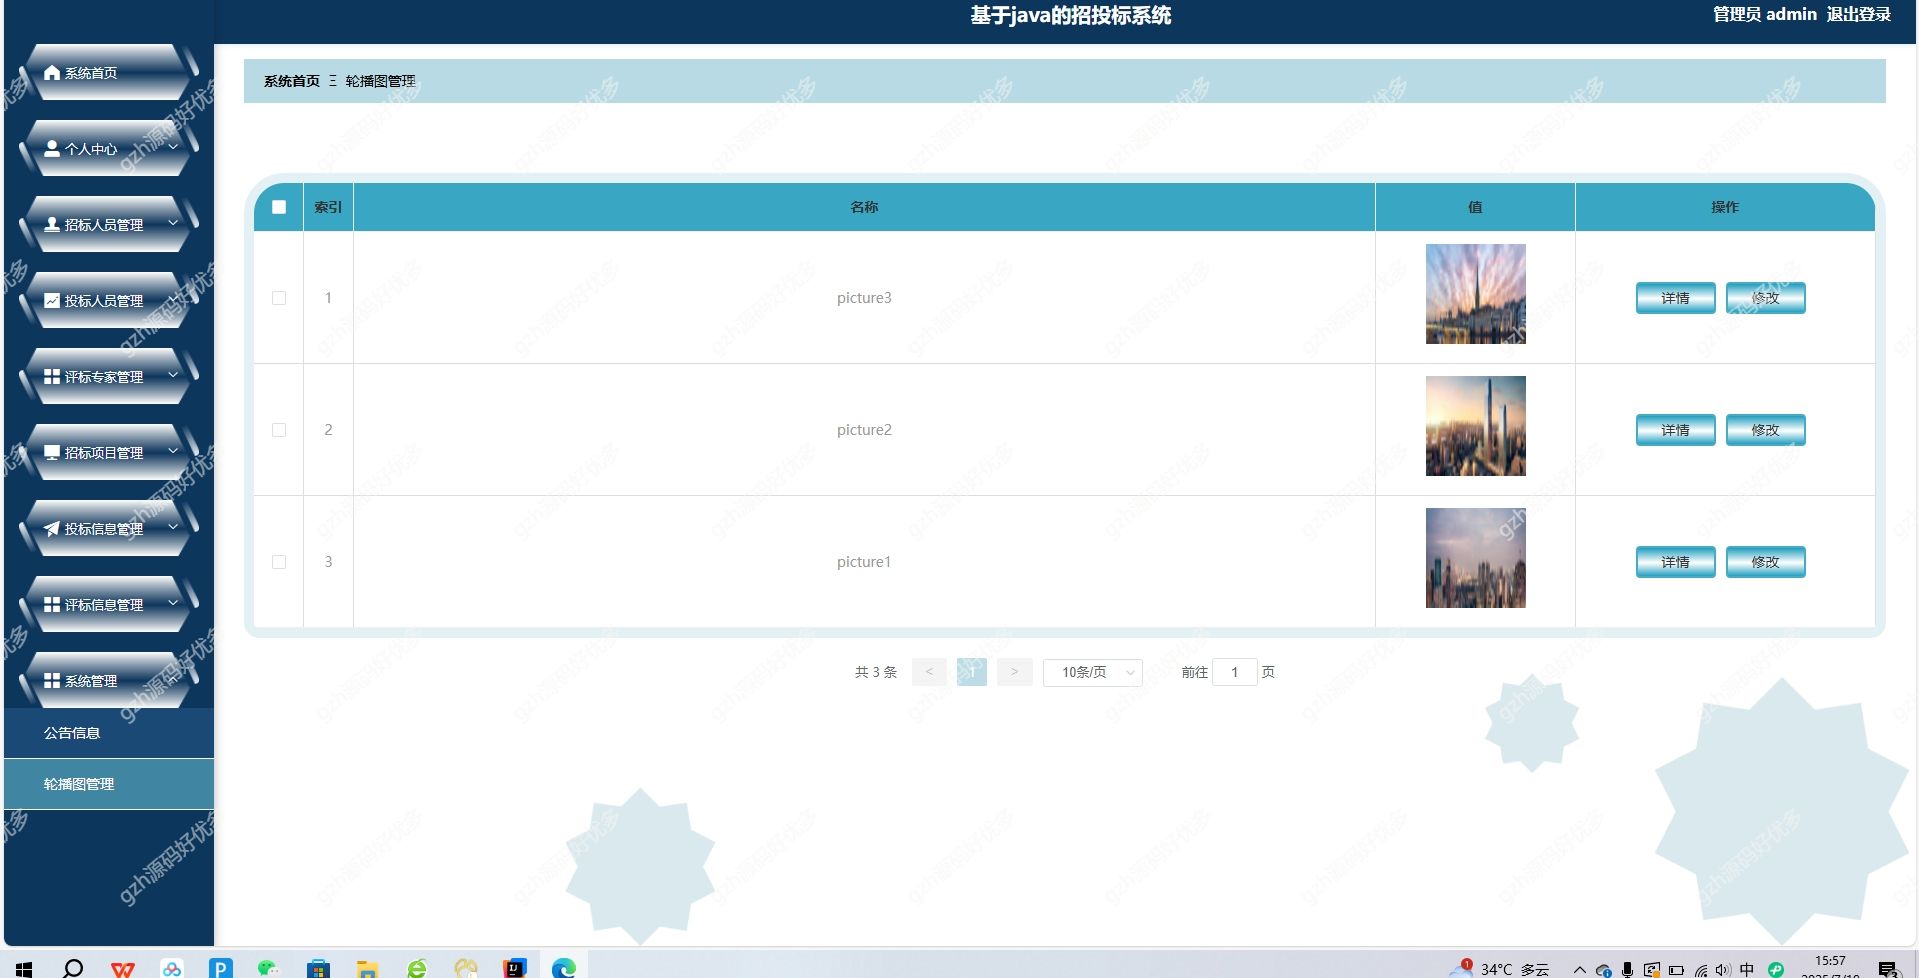 基于java的招投标系统
管理员 admin 退出登录
系统首页
个人中心
招标人员管理
投标人员管理
评标专家管理
招标项目管理
投标信息管理
评标信息管理
系统管理
公告信息
轮播图管理
系统首页 Ξ 轮播图管理
索引 名称 值 操作
1 picture3 详情 修改
2 picture2 详情 修改
3 picture1 详情 修改
共 3 条 < 1 > 10条/页 前往 1 页
gzh源码好优多
34°C 多云
中
15:57